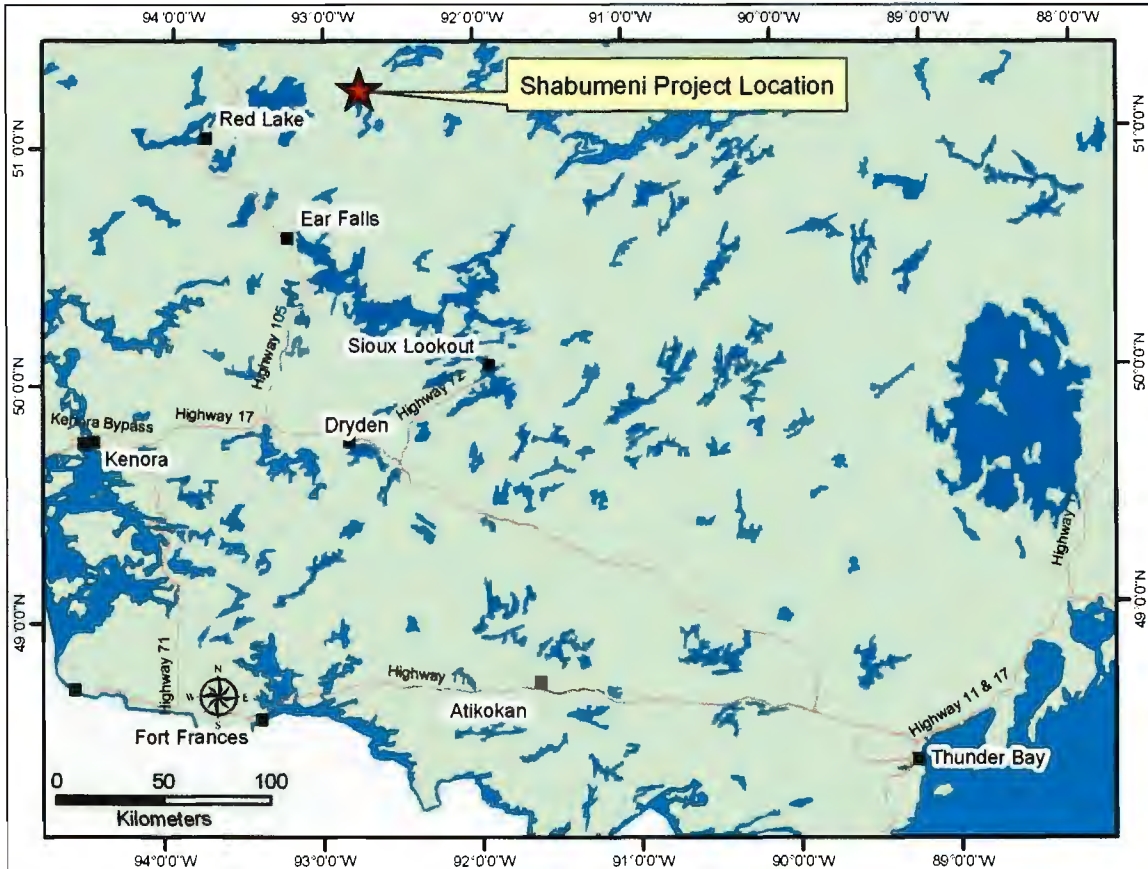 94°0'0"W 93°0'0"W 92°0'0"W 91°0'0"W 90°0'0"W 89°0'0"W 88°0'0"W
Shabumeni Project Location
Red Lake
51°0'0"N
51°0'0"N
Ear Falls
Highway 105
Sioux Lookout
50°0'0"N
50°0'0"N
Highway 72
Highway 17
Kenora Bypass
Dryden
Kenora
Highway
49°0'0"N
49°0'0"N
Highway 71
N
W E
S
Highway 11
Atikokan
Highway 11 & 17
Fort Frances
Thunder Bay
0 50 100
Kilometers
94°0'0"W 93°0'0"W 92°0'0"W 91°0'0"W 90°0'0"W 89°0'0"W